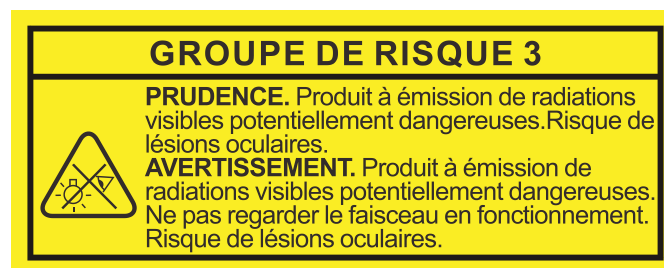 GROUPE DE RISQUE 3
PRUDENCE. Produit à émission de radiations
visibles potentiellement dangereuses.Risque de
lésions oculaires.
AVERTISSEMENT. Produit à émission de
radiations visibles potentiellement dangereuses.
Ne pas regarder le faisceau en fonctionnement.
Risque de lésions oculaires.